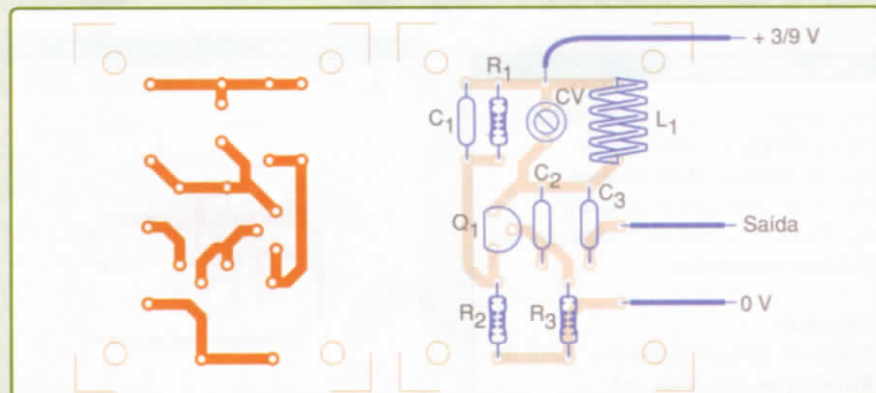 + 3/9 V
R1
CV
C1
L1
C2
C3
Q1
Saída
R2
R3
0 V